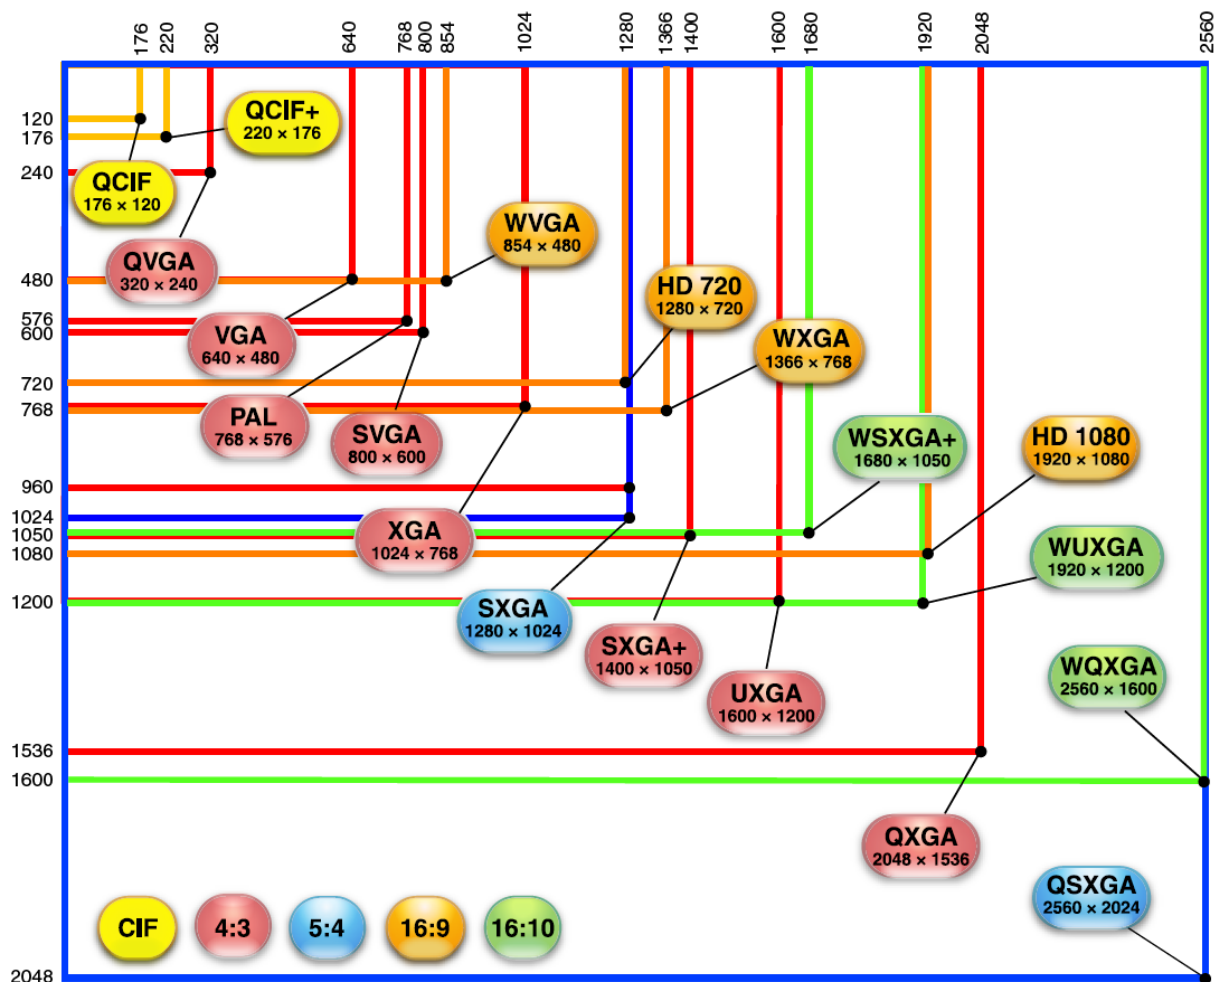 176
220
320
640
768
800
854
1024
1280
1366
1400
1600
1680
1920
2048
2560
120
176
240
480
576
600
720
768
960
1024
1050
1080
1200
1536
1600
2048
QCIF+
220 × 176
QCIF
176 × 120
WVGA
854 × 480
QVGA
320 × 240
HD 720
1280 × 720
VGA
640 × 480
WXGA
1366 × 768
PAL
768 × 576
SVGA
800 × 600
WSXGA+
1680 × 1050
HD 1080
1920 × 1080
XGA
1024 × 768
WUXGA
1920 × 1200
SXGA
1280 × 1024
SXGA+
1400 × 1050
WQXGA
2560 × 1600
UXGA
1600 × 1200
QXGA
2048 × 1536
QSXGA
2560 × 2024
CIF
4:3
5:4
16:9
16:10